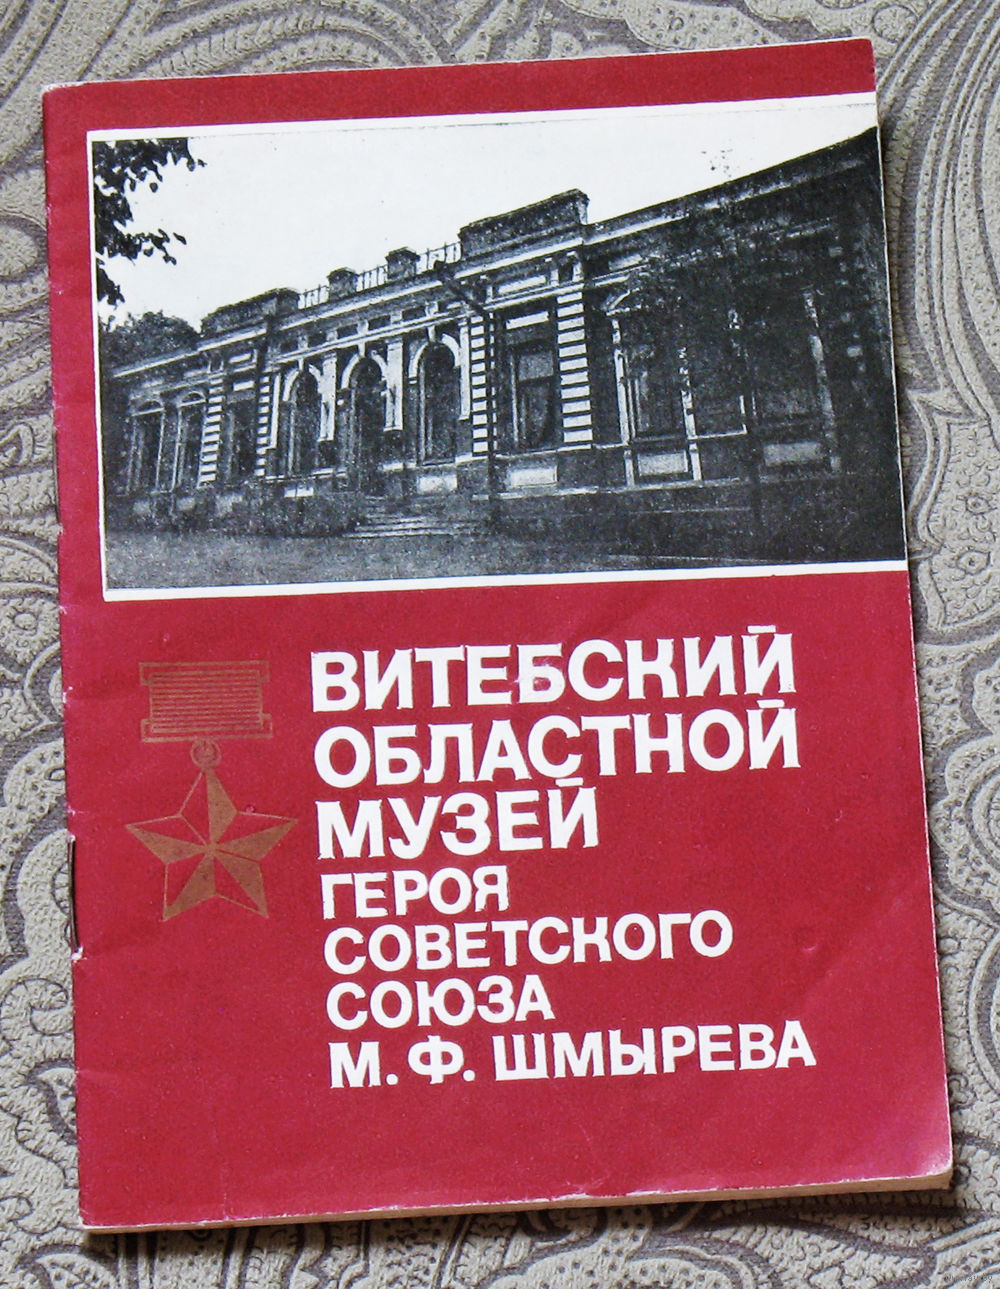 ВИТЕБСКИЙ
ОБЛАСТНОЙ
МУЗЕЙ
ГЕРОЯ
СОВЕТСКОГО
СОЮЗА
М. Ф. ШМЫРЕВА